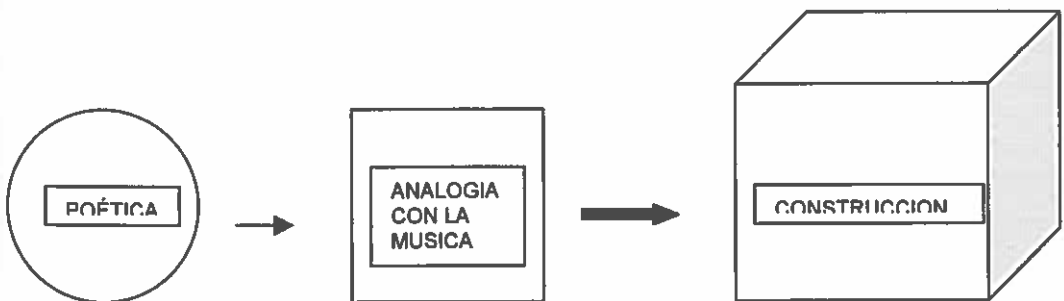 POÉTICA
ANALOGIA
CON LA
MUSICA
CONSTRUCCION